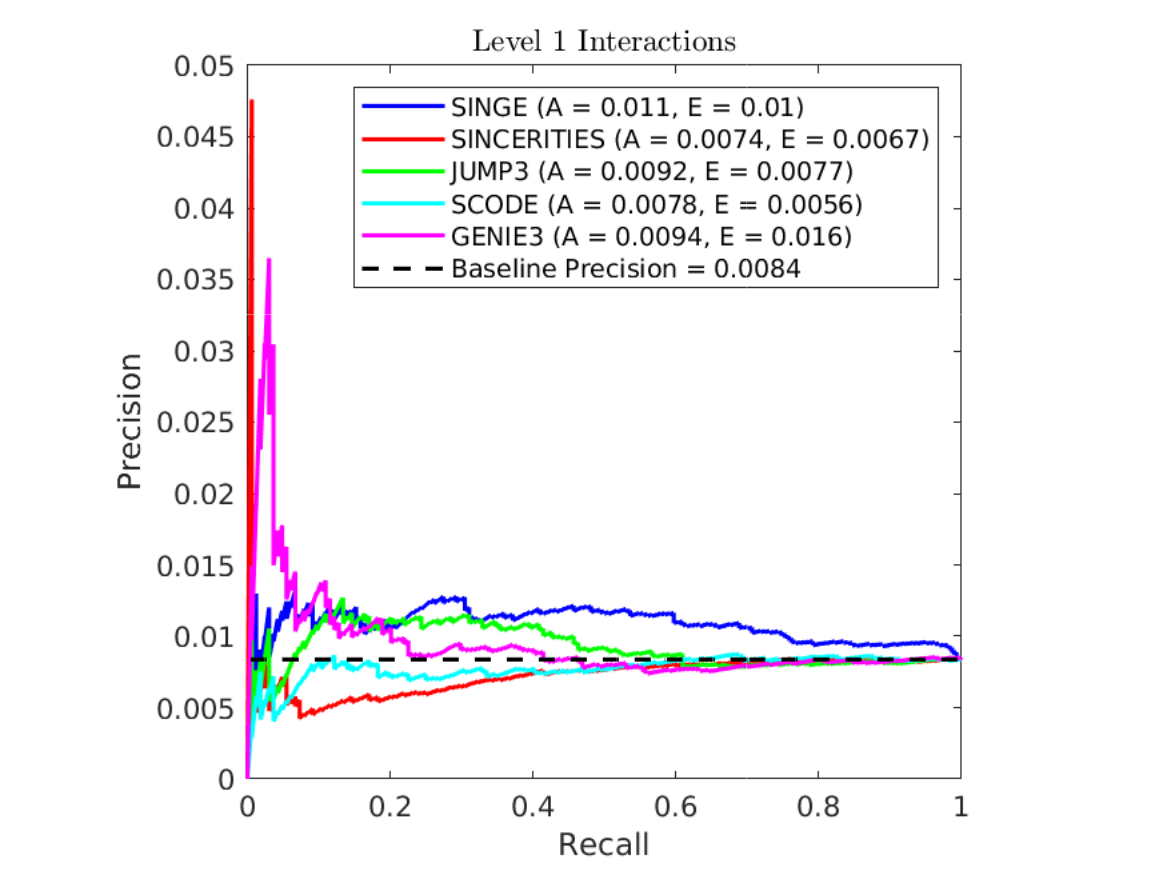 Level 1 Interactions
0.05
0.045
0.04
0.035
0.03
0.025
0.02
0.015
0.01
0.005
0
Precision
SINGE (A = 0.011, E = 0.01)
SINCERITIES (A = 0.0074, E = 0.0067)
JUMP3 (A = 0.0092, E = 0.0077)
SCODE (A = 0.0078, E = 0.0056)
GENIE3 (A = 0.0094, E = 0.016)
Baseline Precision = 0.0084
0 0.2 0.4 0.6 0.8 1
Recall